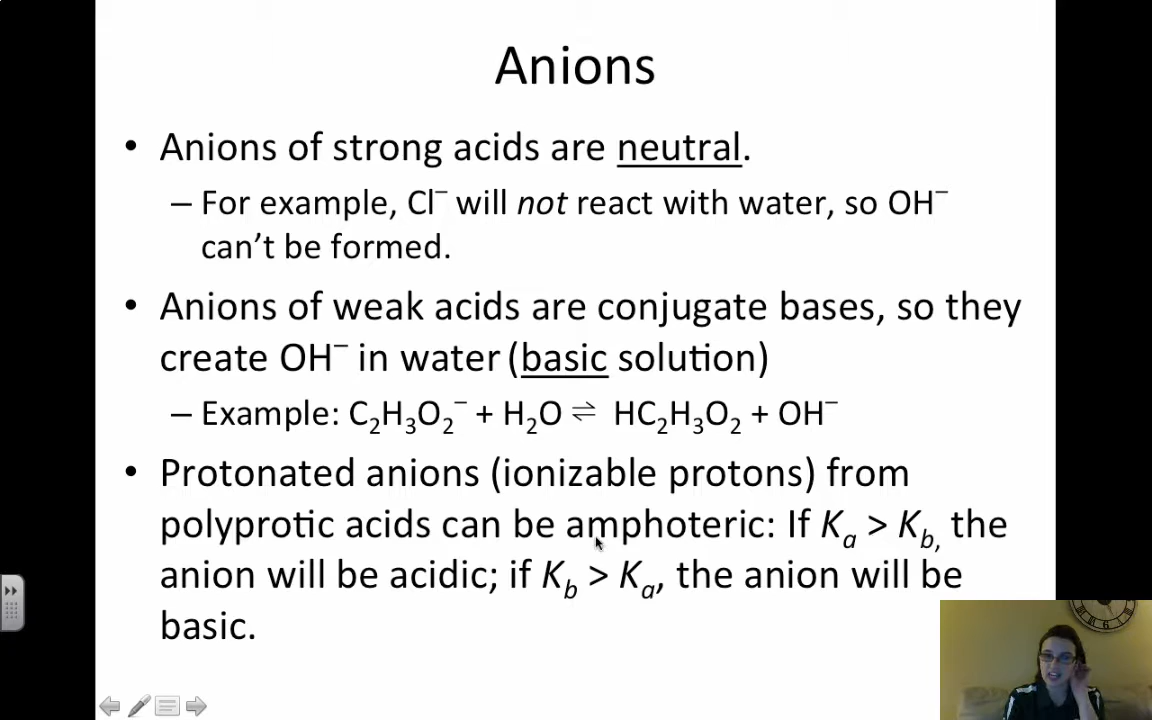 Anions
• Anions of strong acids are neutral.
– For example, Cl⁻ will not react with water, so OH⁻
can’t be formed.
• Anions of weak acids are conjugate bases, so they
create OH⁻ in water (basic solution)
– Example: C₂H₃O₂⁻ + H₂O ⇌ HC₂H₃O₂ + OH⁻
• Protonated anions (ionizable protons) from
polyprotic acids can be amphoteric: If Kₐ > K_b, the
anion will be acidic; if K_b > Kₐ, the anion will be
basic.